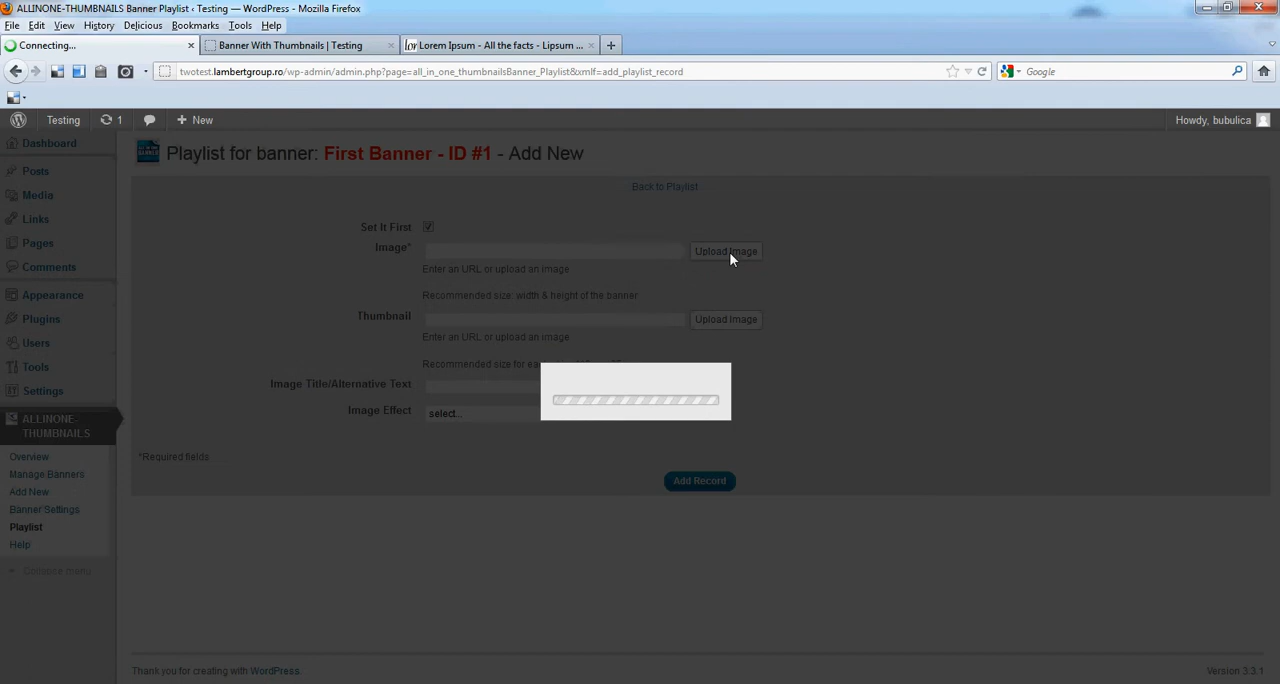 ALLINONE-THUMBNAILS Banner Playlist ‹ Testing — WordPress - Mozilla Firefox
File Edit View History Delicious Bookmarks Tools Help
Connecting... Banner With Thumbnails | Testing Lorem Ipsum - All the facts - Lipsum ...
twotest.lambertgroup.ro/wp-admin/admin.php?page=all_in_one_thumbnailsBanner_Playlist&xmlf=add_playlist_record Google
Testing 1 New Howdy, bubulica
Dashboard
Posts
Media
Links
Pages
Comments
Appearance
Plugins
Users
Tools
Settings
ALLINONE-
THUMBNAILS
Overview
Manage Banners
Add New
Banner Settings
Playlist
Help
Collapse menu
Playlist for banner: First Banner - ID #1 - Add New
Back to Playlist
Set It First
Image* Upload Image
Enter an URL or upload an image
Recommended size: width & height of the banner
Thumbnail Upload Image
Enter an URL or upload an image
Recommended size for
Image Title/Alternative Text
Image Effect select...
*Required fields
Add Record
Thank you for creating with WordPress.
Version 3.3.1